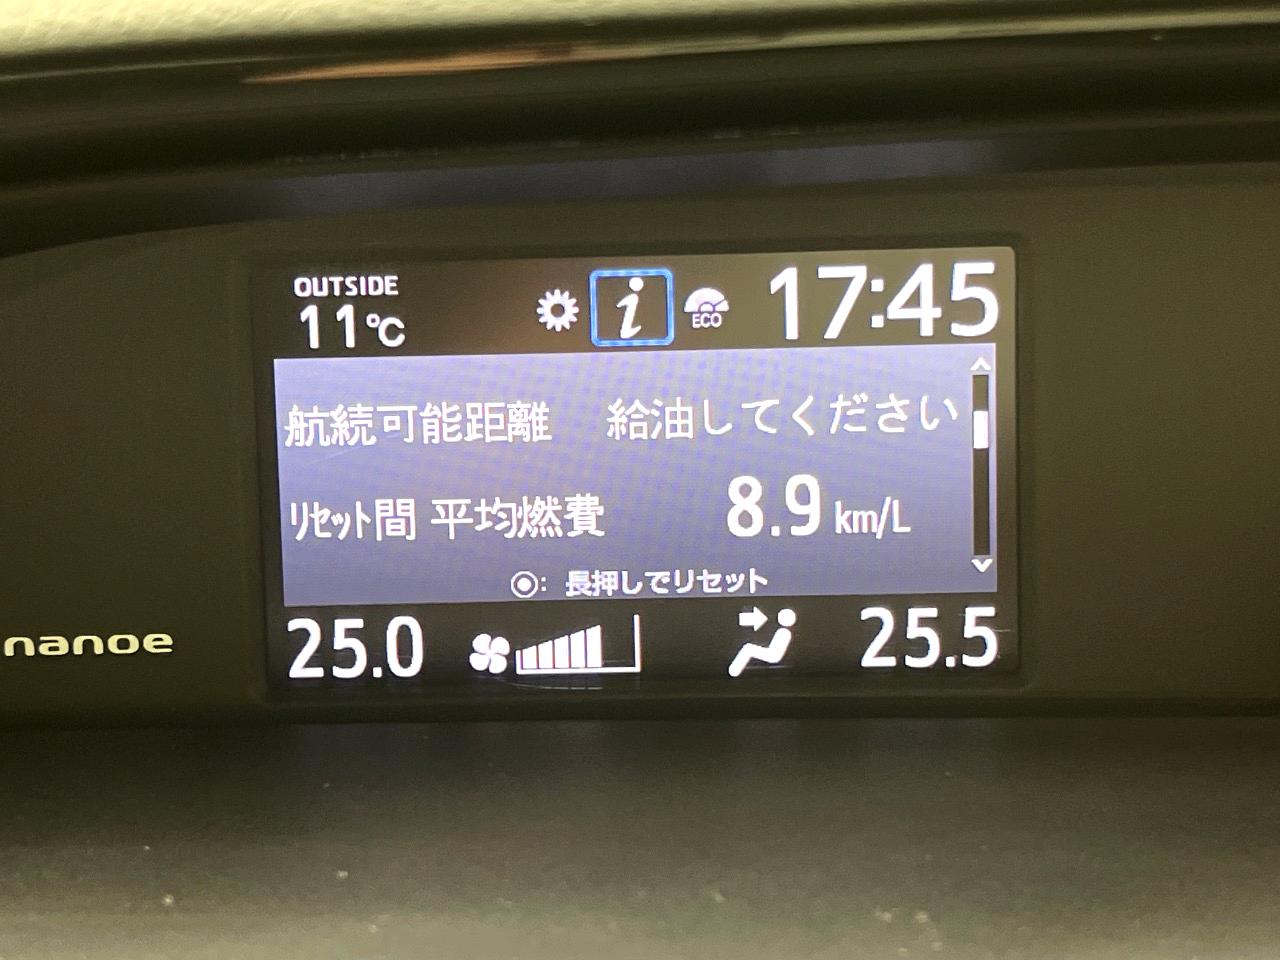 OUTSIDE
11℃
i
ECO
17:45
航続可能距離 給油してください
リセット間 平均燃費 8.9 km/L
◉: 長押しでリセット
nanoe
25.0
25.5